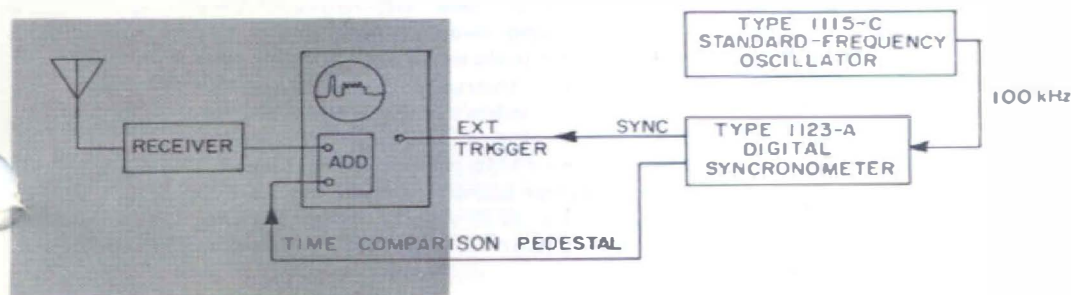 TYPE 1115-C
STANDARD-FREQUENCY
OSCILLATOR
100 kHz
RECEIVER
ADD
EXT
TRIGGER
SYNC
TYPE 1123-A
DIGITAL
SYNCRONOMETER
TIME COMPARISON PEDESTAL